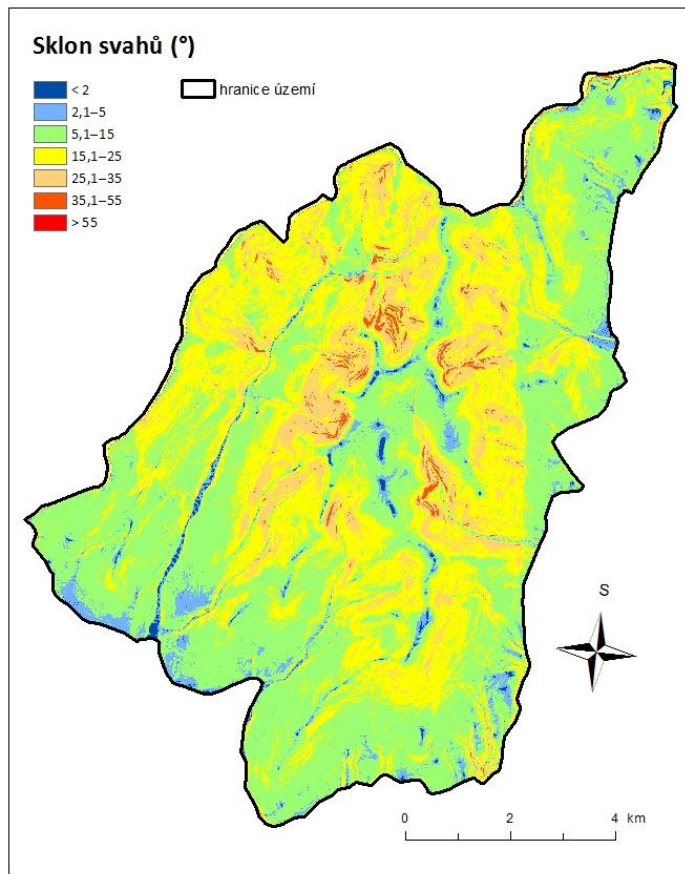 Sklon svahů (°)
< 2
2,1–5
5,1–15
15,1–25
25,1–35
35,1–55
> 55
hranice území
S
0 2 4 km